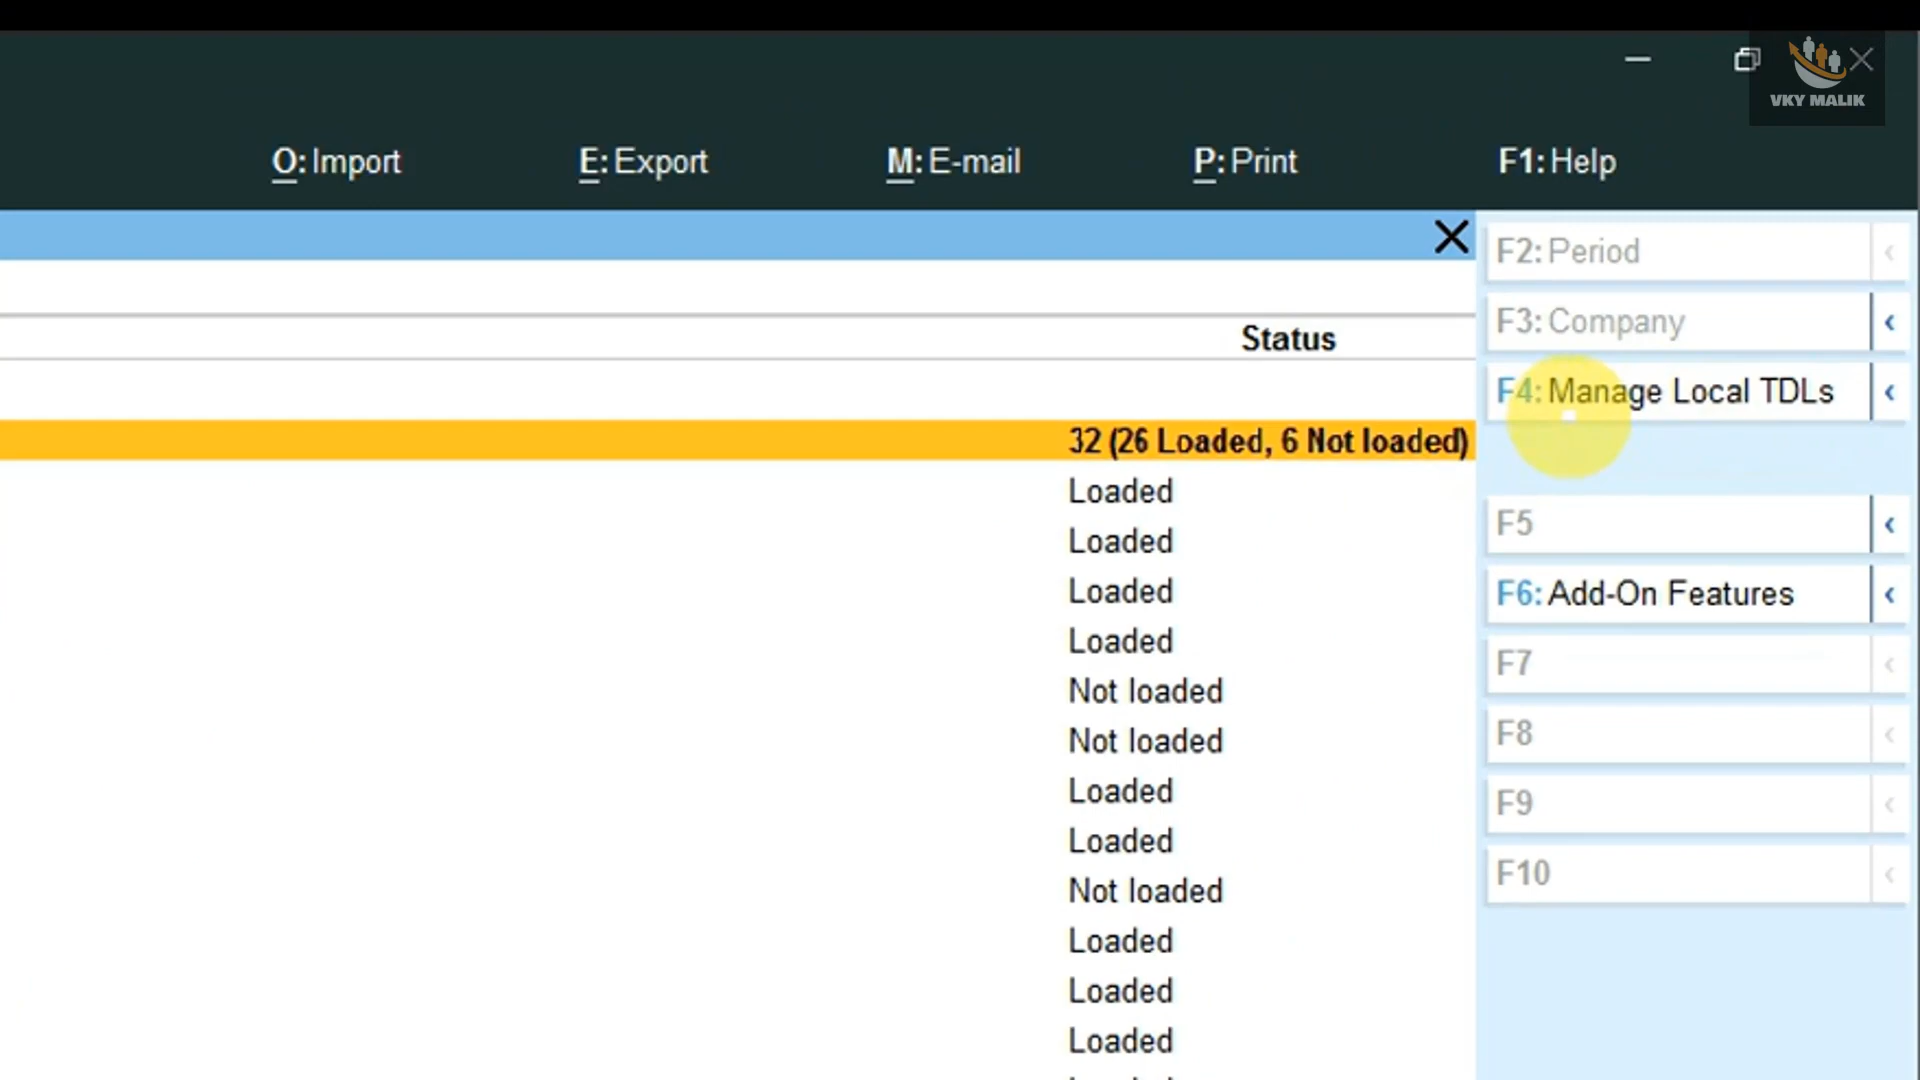 VKY MALIK
O: Import E: Export M: E-mail P: Print F1: Help
F2: Period
F3: Company
Status
F4: Manage Local TDLs
32 (26 Loaded, 6 Not loaded)
Loaded
F5
Loaded
Loaded
F6: Add-On Features
Loaded
F7
Not loaded
F8
Not loaded
Loaded
F9
Loaded
F10
Not loaded
Loaded
Loaded
Loaded